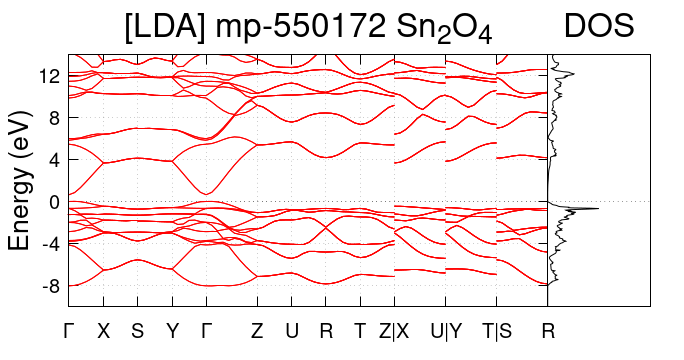 [LDA] mp-550172 Sn₂O₄ DOS
Energy (eV)
12
8
4
0
-4
-8
Γ X S Y Γ Z U R T Z|X U|Y T|S R